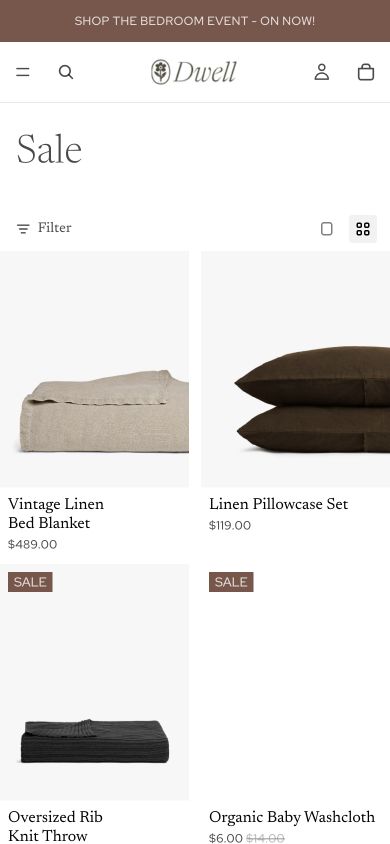 SHOP THE BEDROOM EVENT - ON NOW!
Dwell
Sale
Filter
Vintage Linen
Bed Blanket
$489.00
Linen Pillowcase Set
$119.00
SALE
SALE
Oversized Rib
Knit Throw
Organic Baby Washcloth
$6.00 $14.00